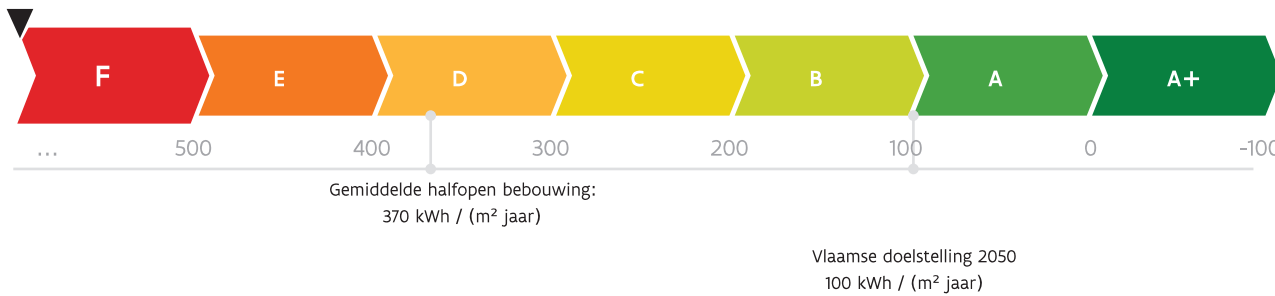 F E D C B A A+
... 500 400 300 200 100 0 -100
Gemiddelde halfopen bebouwing:
370 kWh / (m² jaar)
Vlaamse doelstelling 2050
100 kWh / (m² jaar)